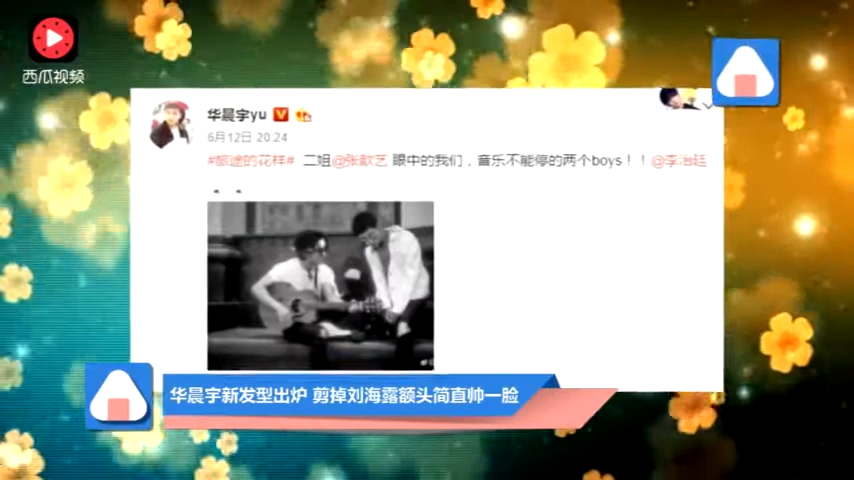 西瓜视频
华晨宇yu
6月12日 20:24
#旅途的花样# 二姐@张歆艺 眼中的我们，音乐不能停的两个boys！！@李治廷
华晨宇新发型出炉 剪掉刘海露额头简直帅一脸